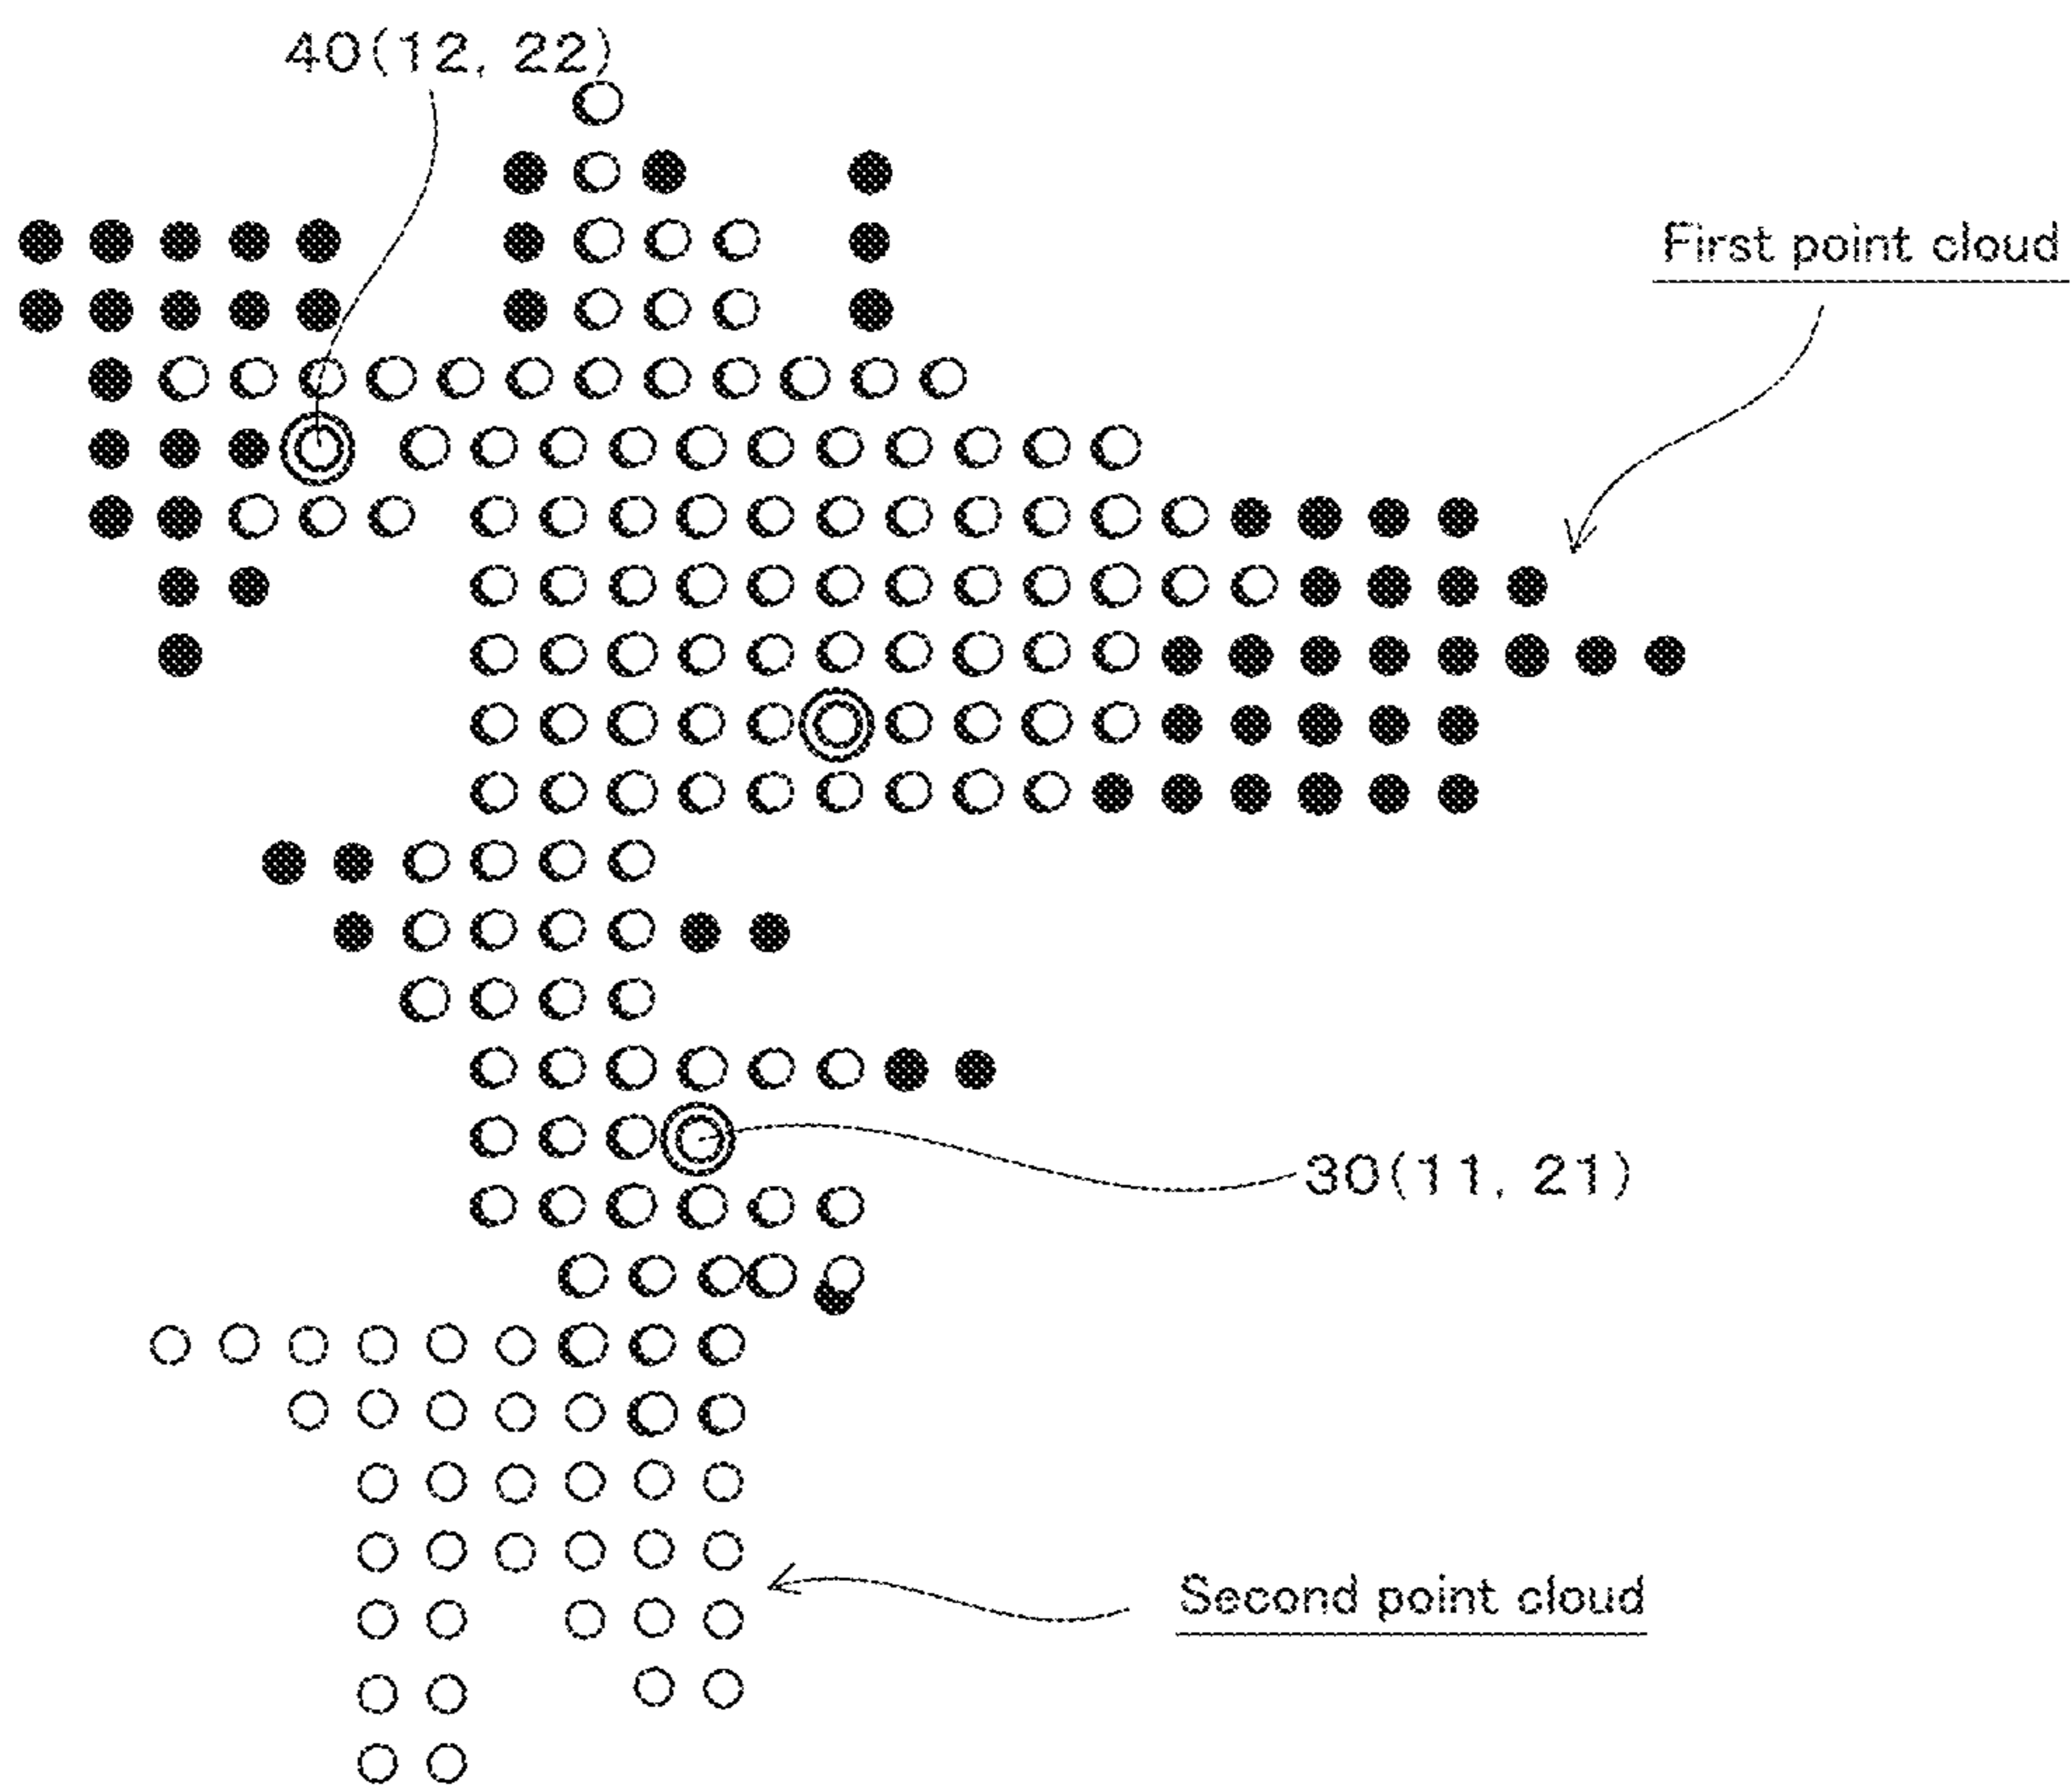 40(12, 22)
First point cloud
30(11, 21)
Second point cloud